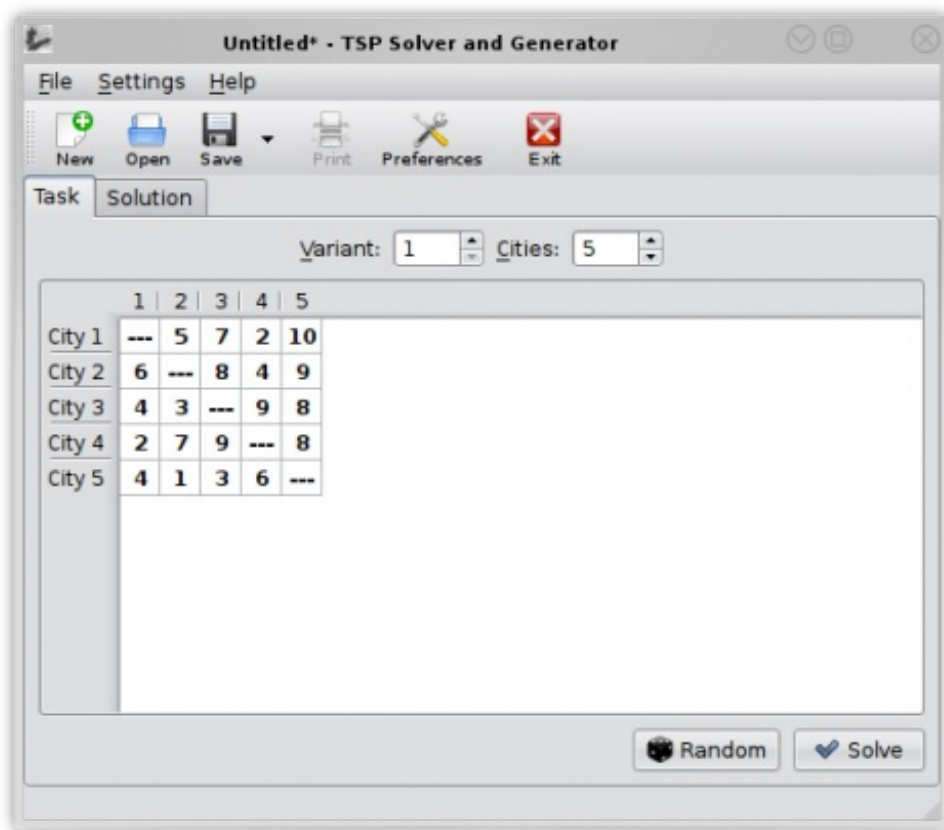 Untitled* - TSP Solver and Generator
File Settings Help
New Open Save Print Preferences Exit
Task Solution
Variant: 1 Cities: 5
1 2 3 4 5
City 1 --- 5 7 2 10
City 2 6 --- 8 4 9
City 3 4 3 --- 9 8
City 4 2 7 9 --- 8
City 5 4 1 3 6 ---
Random Solve